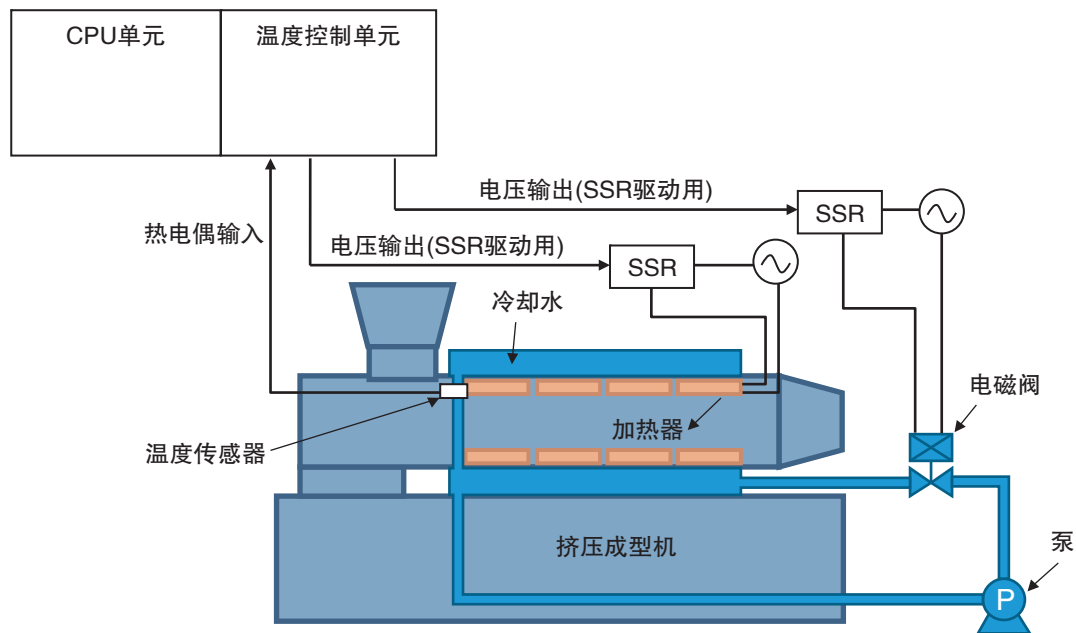 CPU单元
温度控制单元
电压输出(SSR驱动用)
SSR
热电偶输入
电压输出(SSR驱动用)
SSR
冷却水
电磁阀
加热器
温度传感器
挤压成型机
泵
P